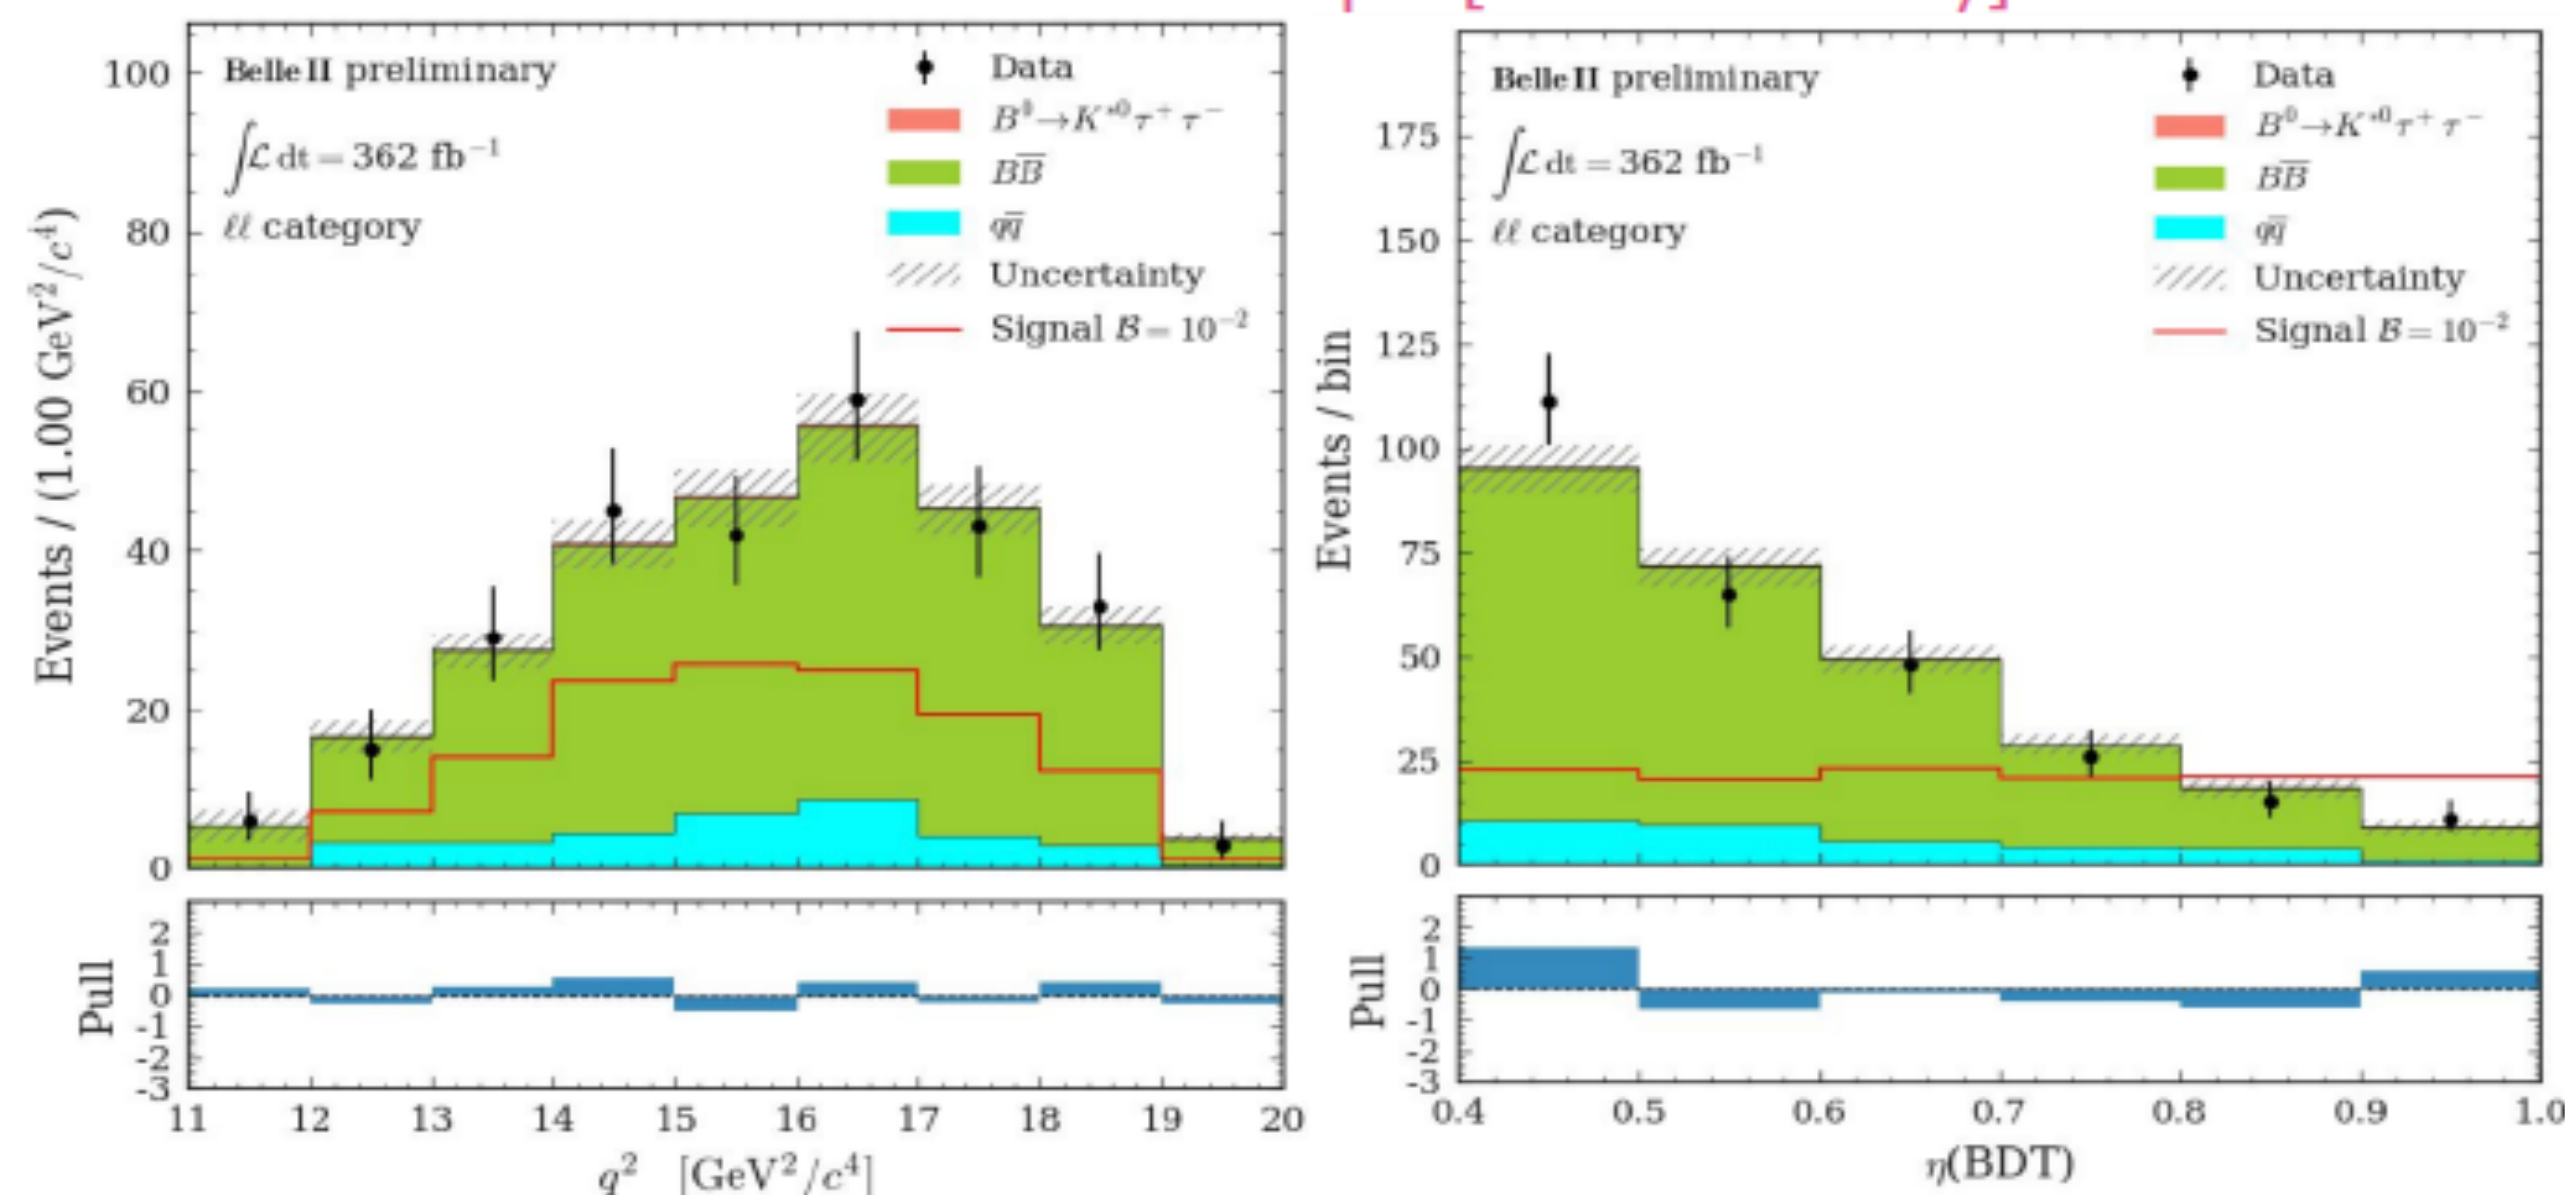 Belle II preliminary
∫ℒ dt = 362 fb⁻¹
ℓℓ category
Data
B⁰→K*⁰τ⁺τ⁻
BB̅
qq̅
Uncertainty
Signal ℬ = 10⁻²
Events / (1.00 GeV²/c⁴)
100
80
60
40
20
0
Pull
2
1
0
-1
-2
-3
11 12 13 14 15 16 17 18 19 20
q² [GeV²/c⁴]
Belle II preliminary
∫ℒ dt = 362 fb⁻¹
ℓℓ category
Data
B⁰→K*⁰τ⁺τ⁻
BB̅
qq̅
Uncertainty
Signal ℬ = 10⁻²
Events / bin
175
150
125
100
75
50
25
0
Pull
2
1
0
-1
-2
-3
0.4 0.5 0.6 0.7 0.8 0.9 1.0
η(BDT)